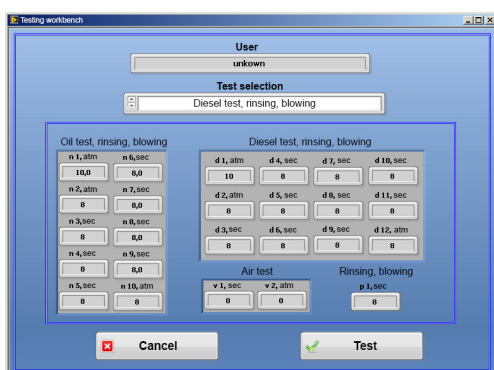 Testing workbench
User
unkown
Test selection
Diesel test, rinsing, blowing
Oil test, rinsing, blowing
n 1, atm n 6,sec
10,0 8,0
n 2, atm n 7, sec
8 8,0
n 3,sec n 8, sec
8 8,0
n 4, sec n 9, sec
8 8,0
n 5, sec n 10, atm
8 8
Diesel test, rinsing, blowing
d 1, atm d 4, sec d 7, sec d 10, sec
10 8 8 8
d 2, atm d 5, sec d 8, sec d 11, sec
8 8 8 8
d 3,sec d 6, sec d 9, sec d 12, atm
8 8 8 8
Air test
v 1, sec v 2, atm
0 0
Rinsing, blowing
p 1,sec
8
Cancel
Test